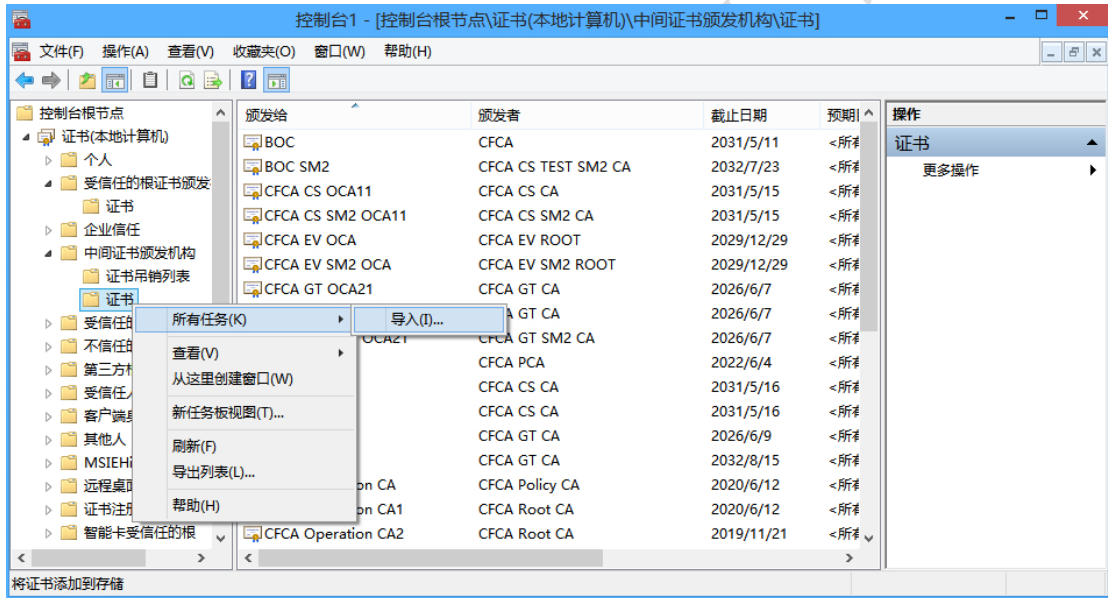 控制台1 - [控制台根节点\证书(本地计算机)\中间证书颁发机构\证书]
文件(F) 操作(A) 查看(V) 收藏夹(O) 窗口(W) 帮助(H)
控制台根节点
证书(本地计算机)
个人
受信任的根证书颁发
证书
企业信任
中间证书颁发机构
证书吊销列表
证书
受信任的
不信任的
第三方根
受信任人
客户端身
其他人
MSIEHi
远程桌面
证书注册
智能卡受信任的根
所有任务(K)
导入(I)...
查看(V)
从这里创建窗口(W)
新任务板视图(T)...
刷新(F)
导出列表(L)...
帮助(H)
颁发给 颁发者 截止日期 预期
BOC CFCA 2031/5/11 <所有
BOC SM2 CFCA CS TEST SM2 CA 2032/7/23 <所有
CFCA CS OCA11 CFCA CS CA 2031/5/15 <所有
CFCA CS SM2 OCA11 CFCA CS SM2 CA 2031/5/15 <所有
CFCA EV OCA CFCA EV ROOT 2029/12/29 <所有
CFCA EV SM2 OCA CFCA EV SM2 ROOT 2029/12/29 <所有
CFCA GT OCA21 CFCA GT CA 2026/6/7 <所有
GT CA 2026/6/7 <所有
OCA21 CFCA GT SM2 CA 2026/6/7 <所有
CFCA PCA 2022/6/4 <所有
CFCA CS CA 2031/5/16 <所有
CFCA CS CA 2031/5/16 <所有
CFCA GT CA 2026/6/9 <所有
CFCA GT CA 2032/8/15 <所有
on CA CFCA Policy CA 2020/6/12 <所有
on CA1 CFCA Root CA 2020/6/12 <所有
CFCA Operation CA2 CFCA Root CA 2019/11/21 <所有
操作
证书
更多操作
将证书添加到存储